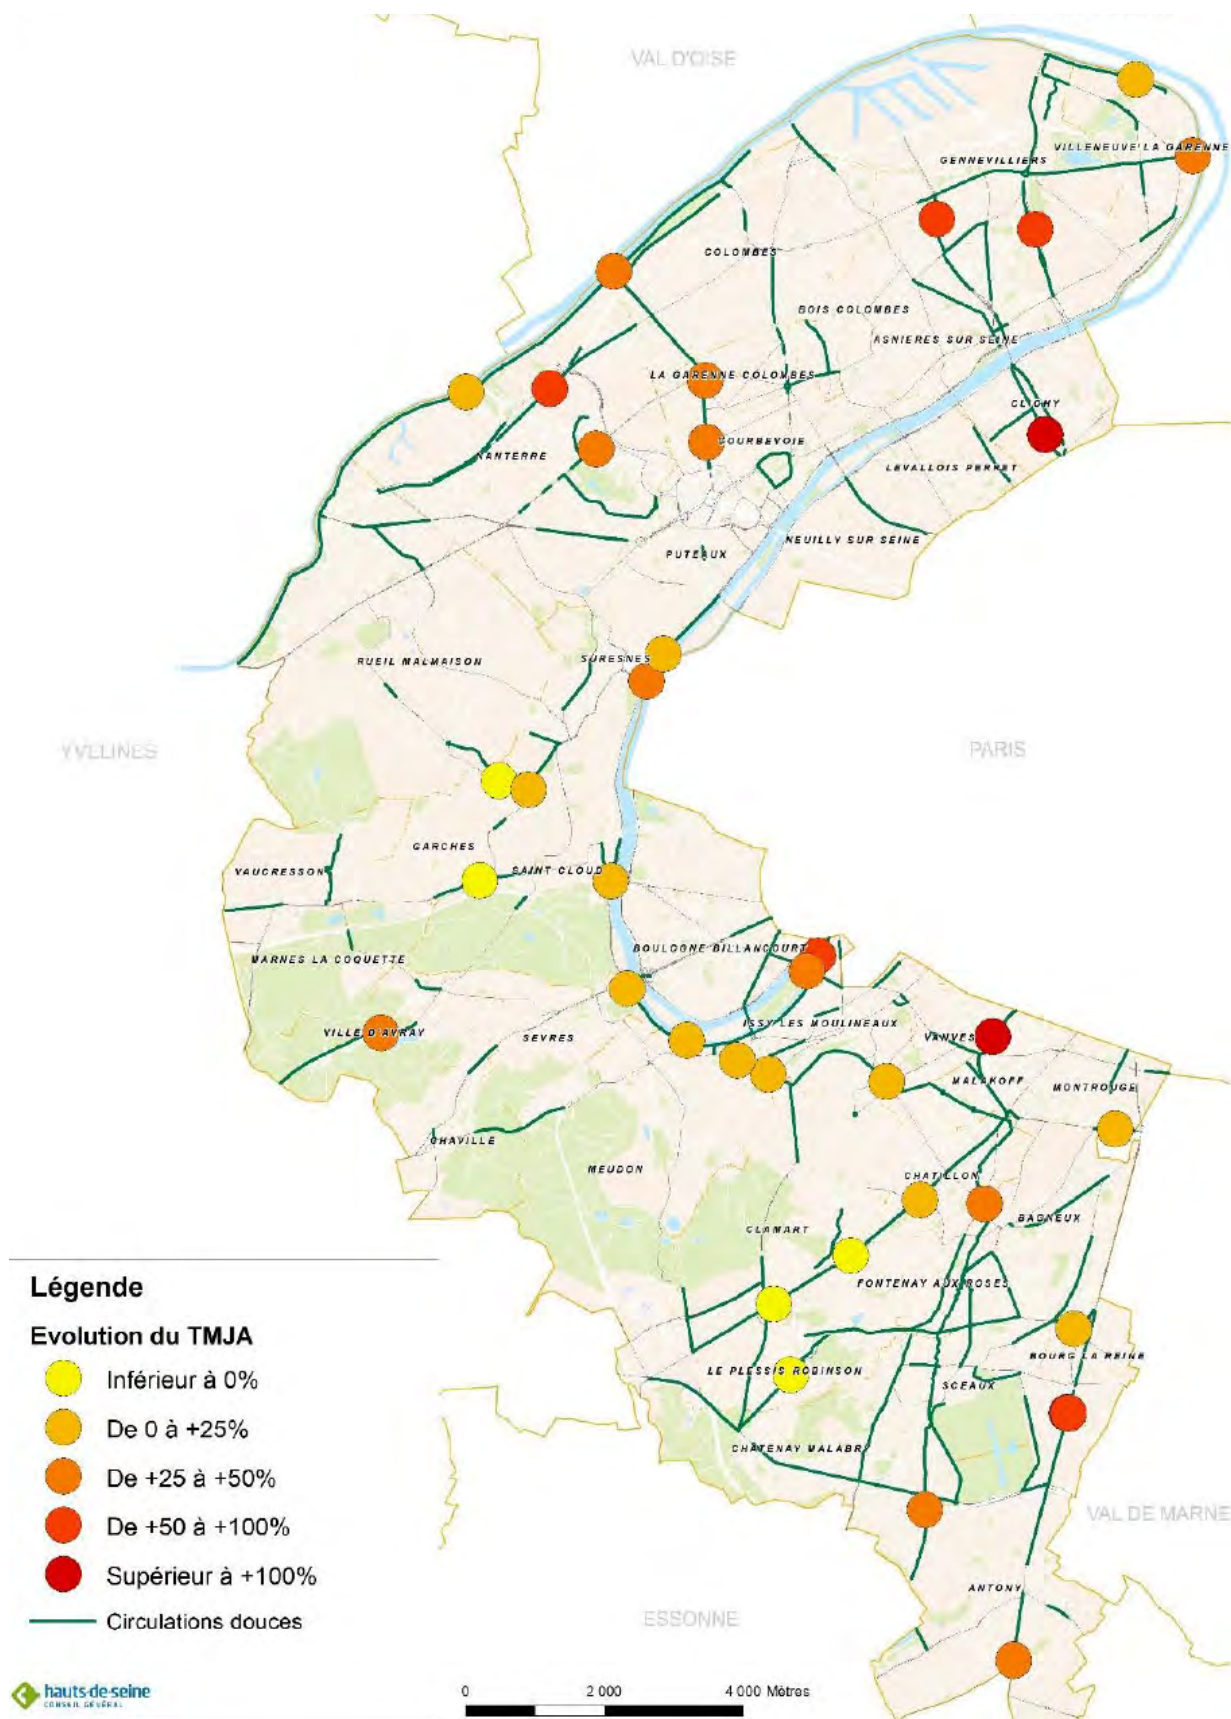 VAL D'OISE
VILLENEUVE LA GARENNE
GENNEVILLIERS
COLOMBES
BOIS COLOMBES
ASNIERES SUR SEINE
LA GARENNE COLOMBES
CLICHY
COURBEVOIE
NANTERRE
LEVALLOIS PERRET
NEUILLY SUR SEINE
PUTEAUX
SURESNES
RUEIL MALMAISON
YVELINES
PARIS
GARCHES
VAUCRESSON
SAINT CLOUD
BOULOGNE BILLANCOURT
MARNES LA COQUETTE
ISSY LES MOULINEAUX
VILLE D'AVRAY
SEVRES
VANVES
MALAKOFF
MONTROUGE
CHAVILLE
MEUDON
CHATILLON
BAGNEUX
CLAMART
FONTENAY AUX ROSES
BOURG LA REINE
LE PLESSIS ROBINSON
SCEAUX
CHATENAY MALABRY
VAL DE MARNE
ANTONY
ESSONNE
Légende
Evolution du TMJA
Inférieur à 0%
De 0 à +25%
De +25 à +50%
De +50 à +100%
Supérieur à +100%
Circulations douces
hauts-de-seine
CONSEIL GÉNÉRAL
0 2 000 4 000 Mètres